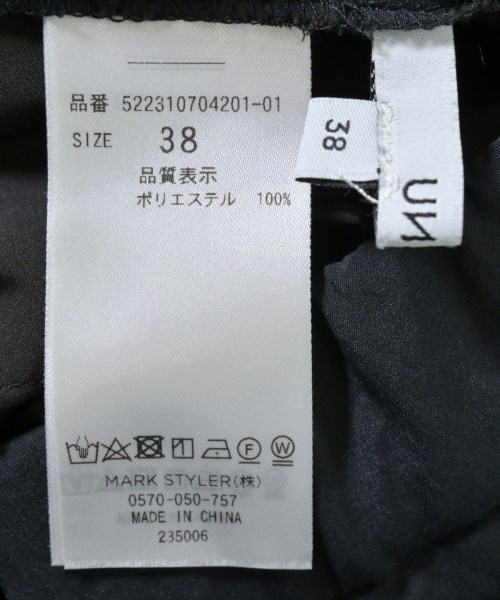 品番 522310704201-01
SIZE 38
品質表示
ポリエステル 100%
MARK STYLER(株)
0570-050-757
MADE IN CHINA
235006
38
UN